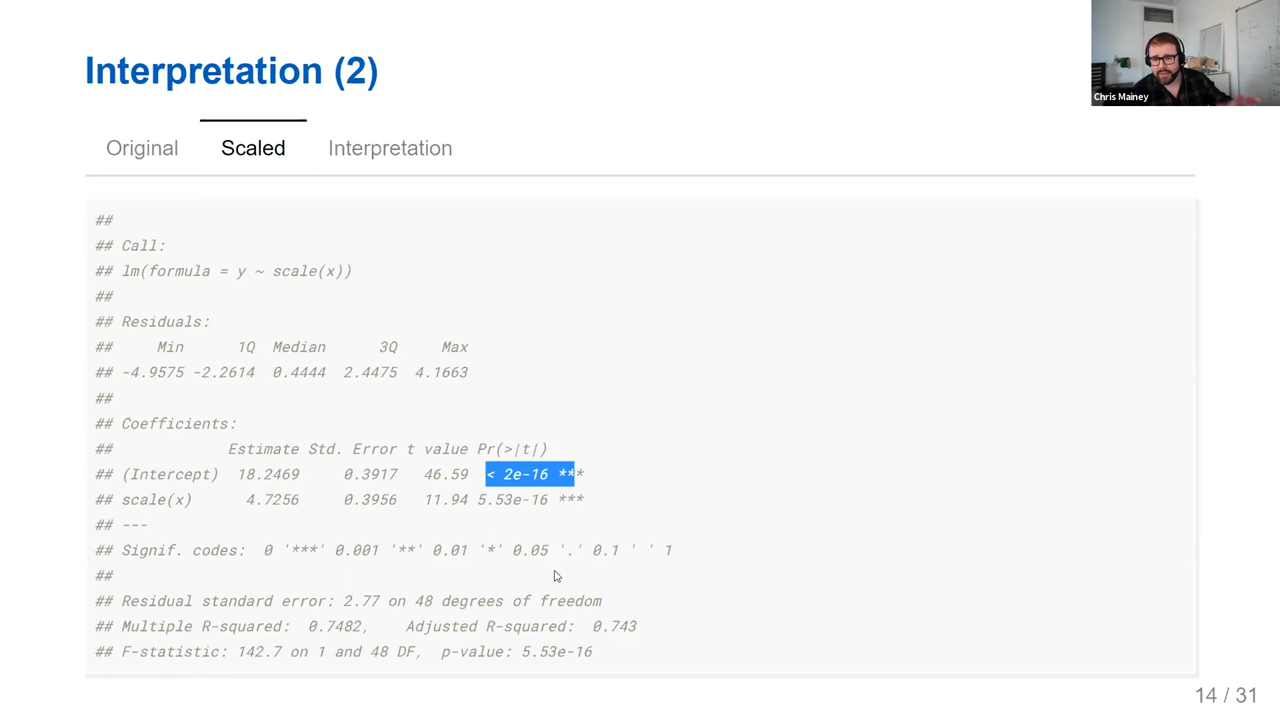 Interpretation (2)
Chris Mainey
Original Scaled Interpretation
##
## Call:
## lm(formula = y ~ scale(x))
##
## Residuals:
##     Min      1Q  Median      3Q     Max
## -4.9575 -2.2614  0.4444  2.4475  4.1663
##
## Coefficients:
##             Estimate Std. Error t value Pr(>|t|)
## (Intercept)  18.2469     0.3917   46.59  < 2e-16 ***
## scale(x)      4.7256     0.3956   11.94 5.53e-16 ***
## ---
## Signif. codes:  0 '***' 0.001 '**' 0.01 '*' 0.05 '.' 0.1 ' ' 1
##
## Residual standard error: 2.77 on 48 degrees of freedom
## Multiple R-squared:  0.7482,    Adjusted R-squared:  0.743
## F-statistic: 142.7 on 1 and 48 DF,  p-value: 5.53e-16
14 / 31